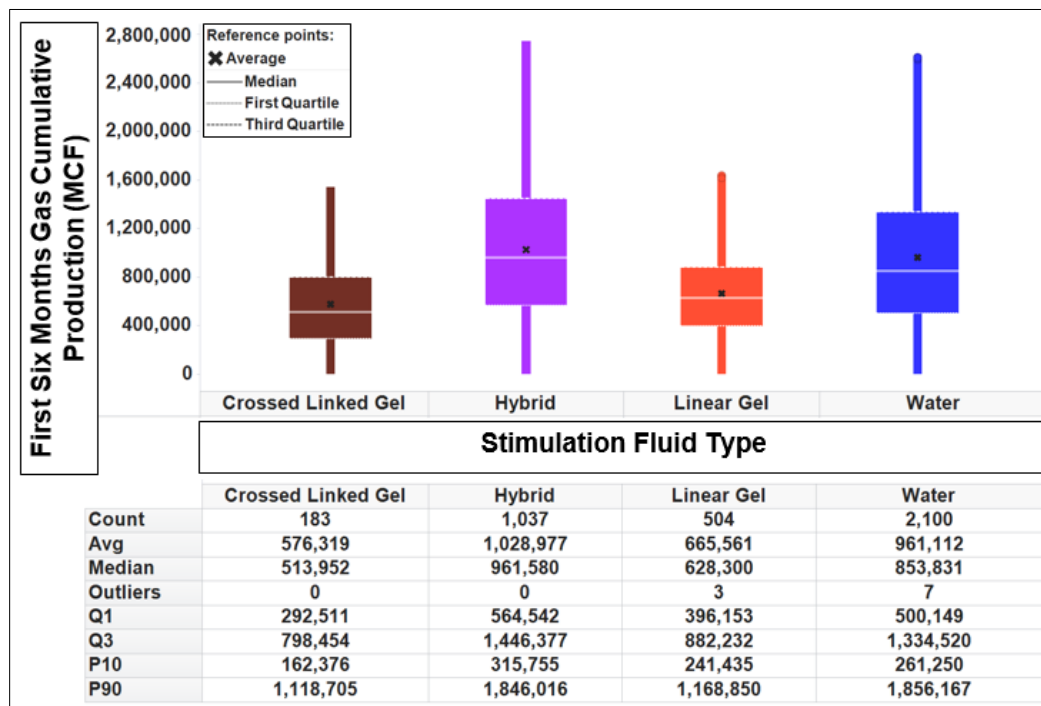 First Six Months Gas Cumulative
Production (MCF)
2,800,000
2,400,000
2,000,000
1,600,000
1,200,000
800,000
400,000
0
Reference points:
Average
Median
First Quartile
Third Quartile
Crossed Linked Gel Hybrid Linear Gel Water
Stimulation Fluid Type
Crossed Linked Gel Hybrid Linear Gel Water
Count 183 1,037 504 2,100
Avg 576,319 1,028,977 665,561 961,112
Median 513,952 961,580 628,300 853,831
Outliers 0 0 3 7
Q1 292,511 564,542 396,153 500,149
Q3 798,454 1,446,377 882,232 1,334,520
P10 162,376 315,755 241,435 261,250
P90 1,118,705 1,846,016 1,168,850 1,856,167